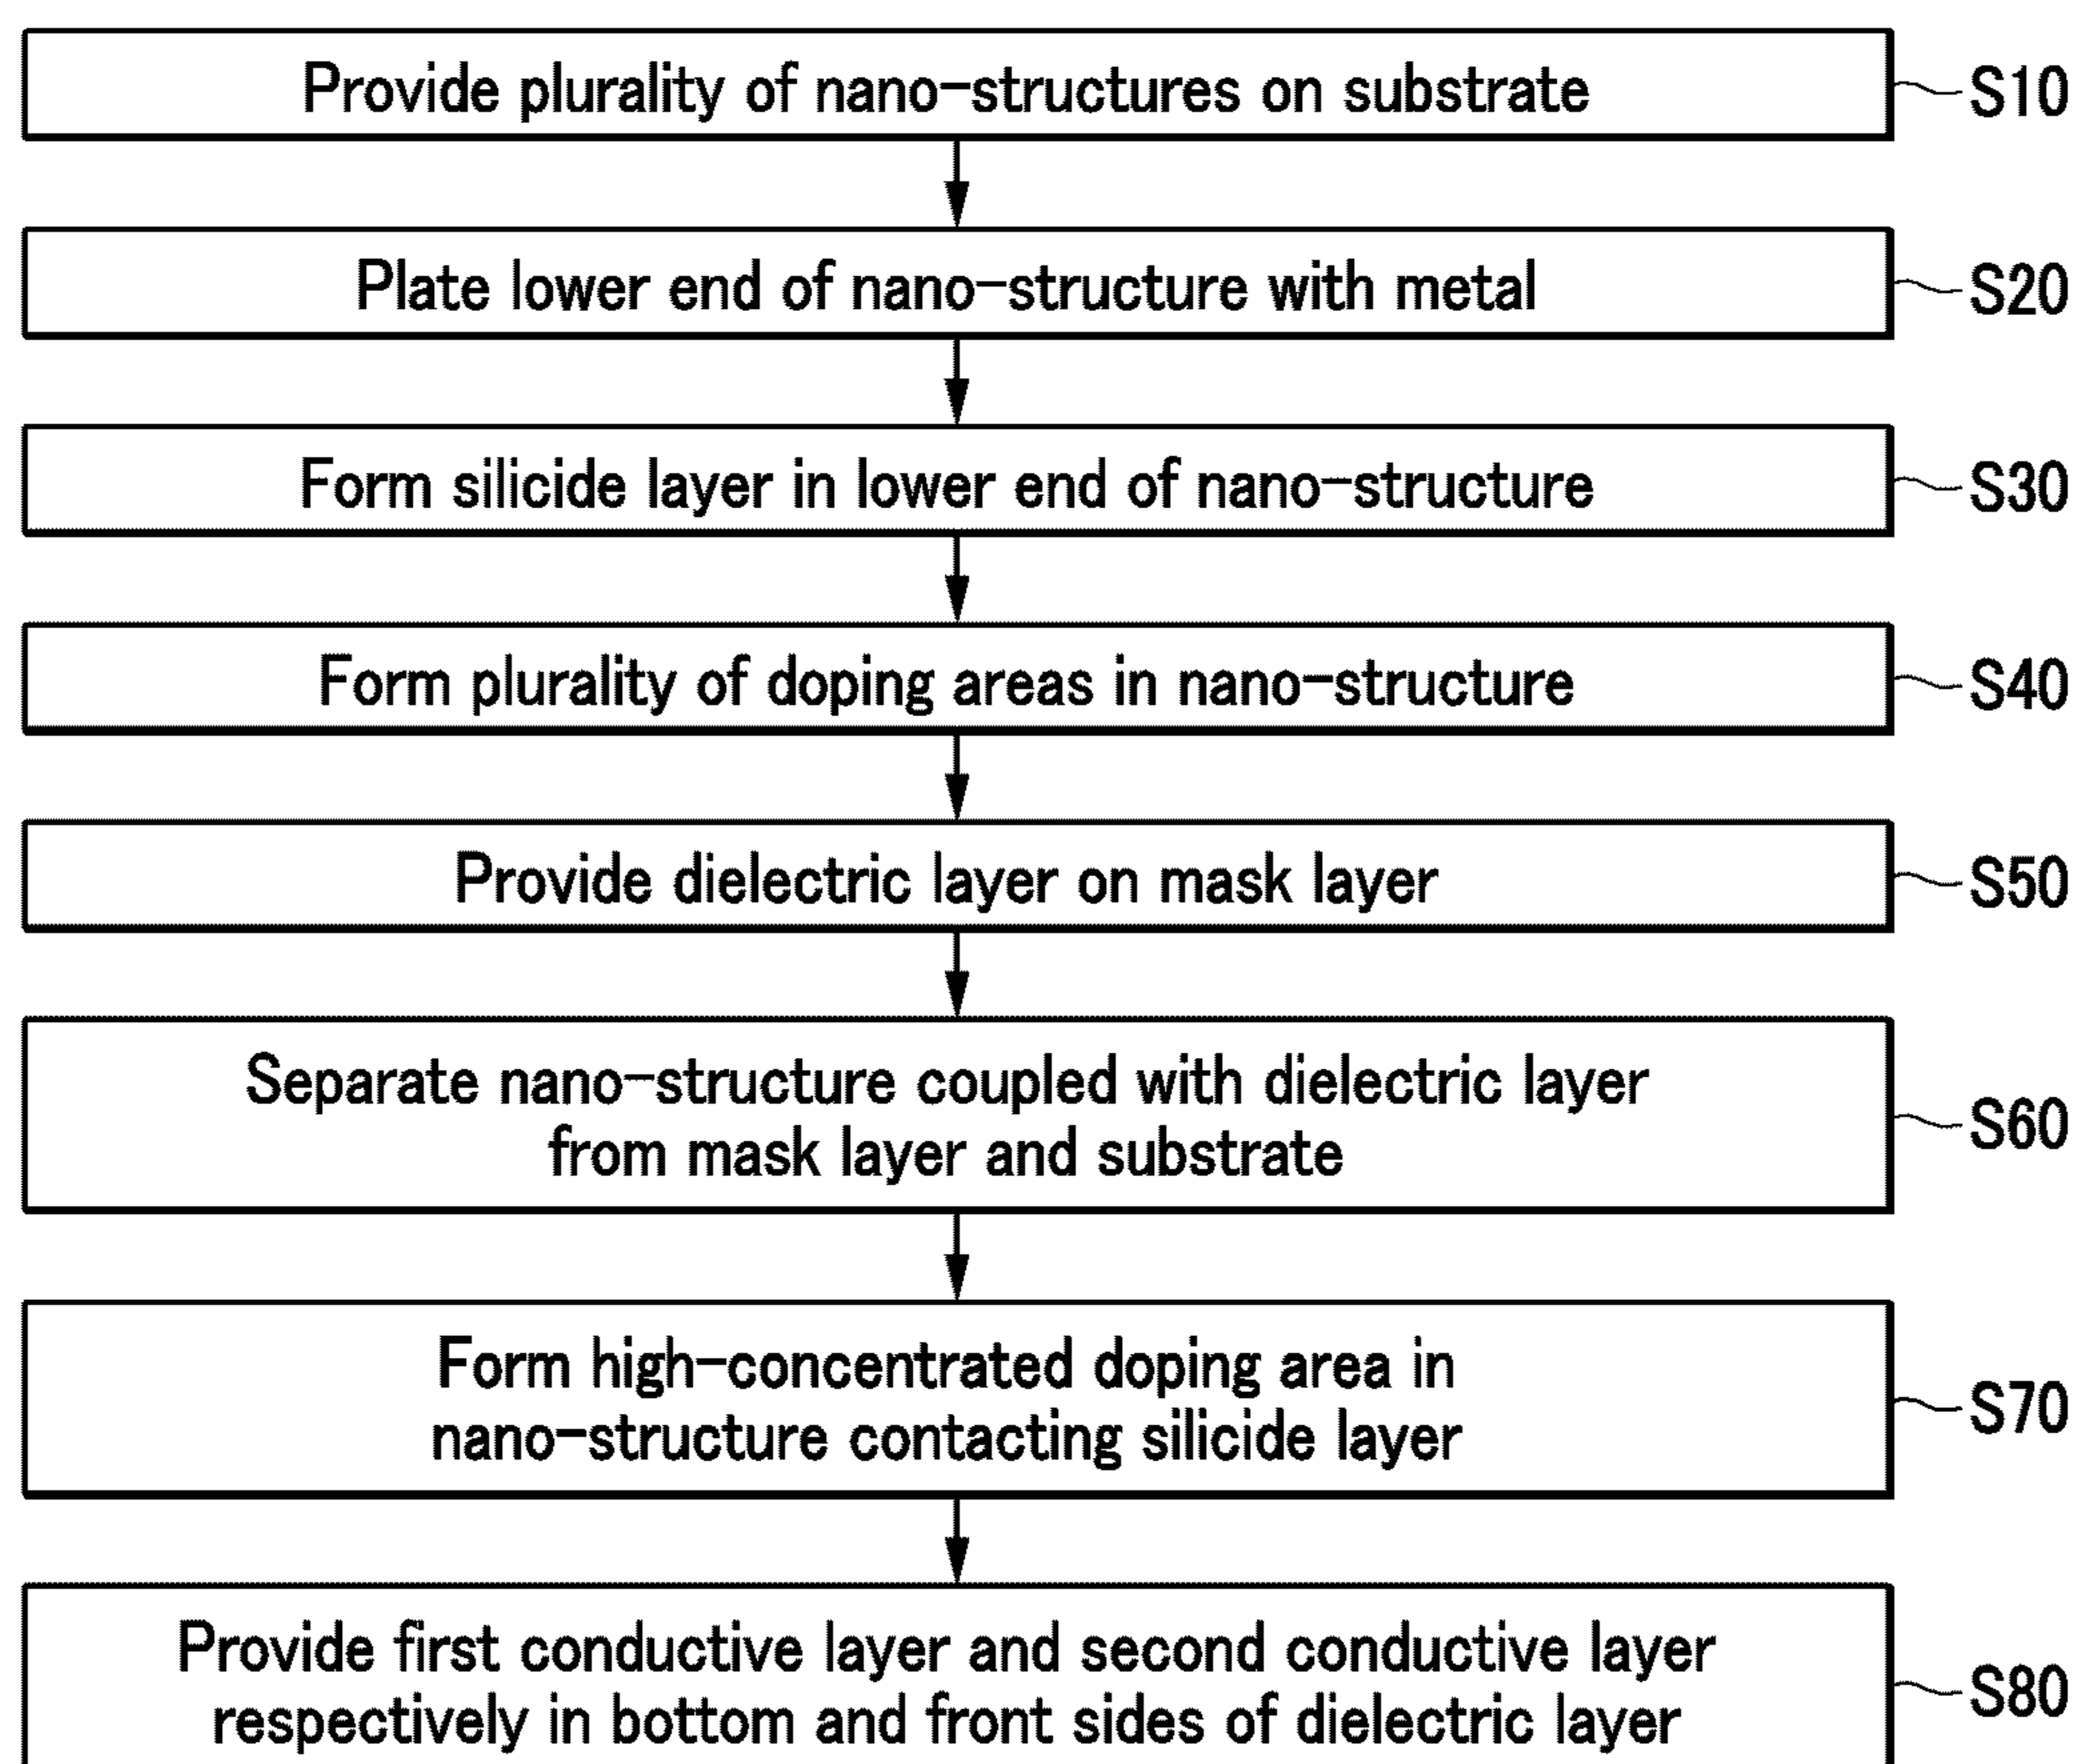 Provide plurality of nano-structures on substrate
S10
Plate lower end of nano-structure with metal
S20
Form silicide layer in lower end of nano-structure
S30
Form plurality of doping areas in nano-structure
S40
Provide dielectric layer on mask layer
S50
Separate nano-structure coupled with dielectric layer
from mask layer and substrate
S60
Form high-concentrated doping area in
nano-structure contacting silicide layer
S70
Provide first conductive layer and second conductive layer
respectively in bottom and front sides of dielectric layer
S80